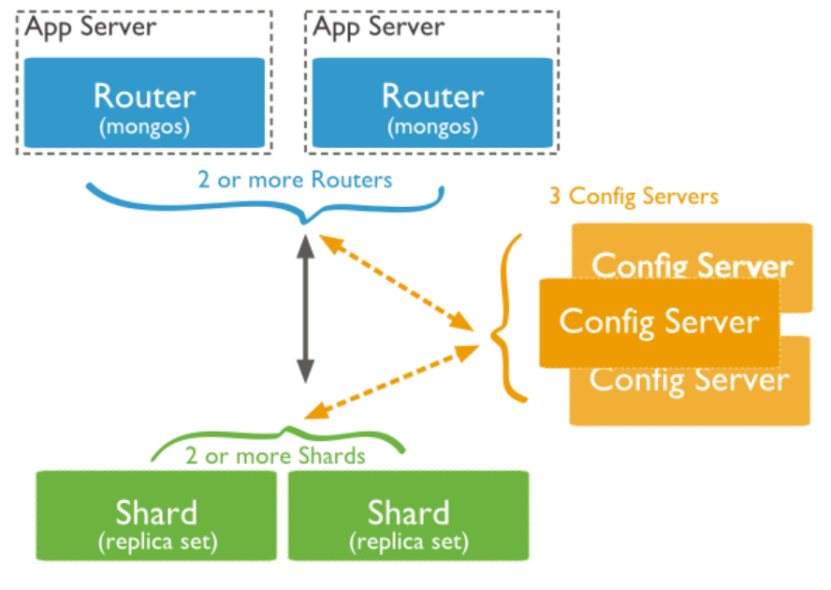 App Server
Router
(mongos)
App Server
Router
(mongos)
2 or more Routers
3 Config Servers
Config Server
Config Server
Config Server
2 or more Shards
Shard
(replica set)
Shard
(replica set)